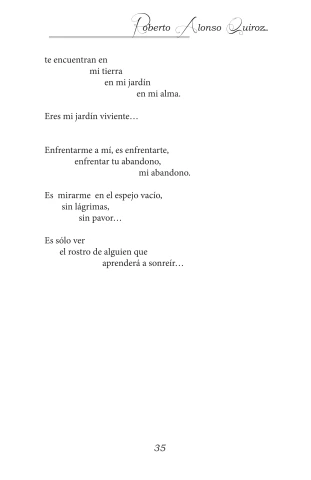 Roberto Alonso Quiroz..
te encuentran en
mi tierra
en mi jardín
en mi alma.
Eres mi jardín viviente…
Enfrentarme a mí, es enfrentarte,
enfrentar tu abandono,
mi abandono.
Es  mirarme  en el espejo vacío,
sin lágrimas,
sin pavor…
Es sólo ver
el rostro de alguien que
aprenderá a sonreír…
35